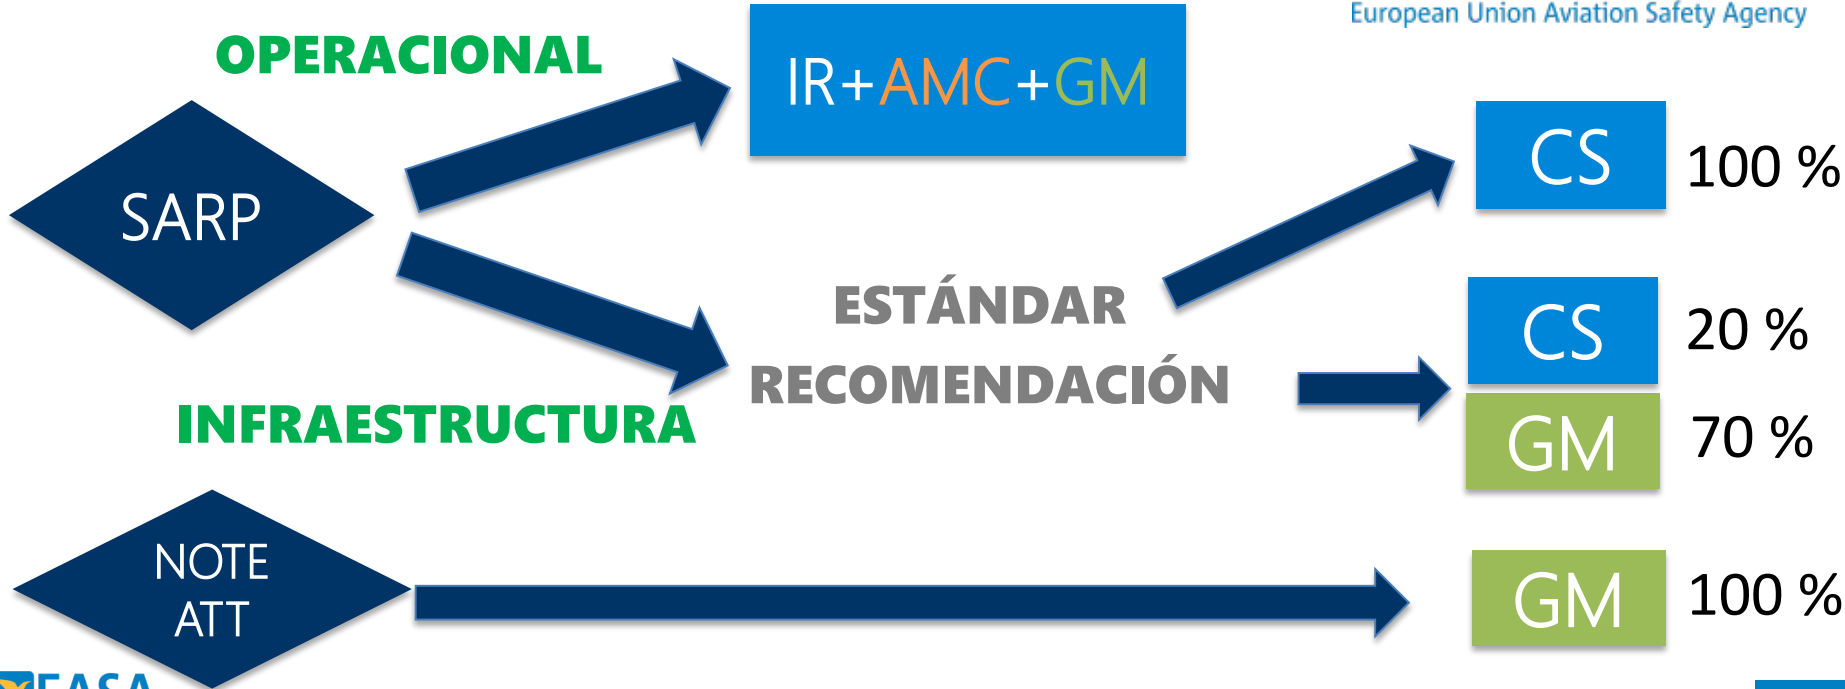 European Union Aviation Safety Agency
OPERACIONAL
IR+AMC+GM
SARP
CS
100 %
ESTÁNDAR
RECOMENDACIÓN
CS
20 %
GM
70 %
INFRAESTRUCTURA
NOTE
ATT
GM
100 %
EASA